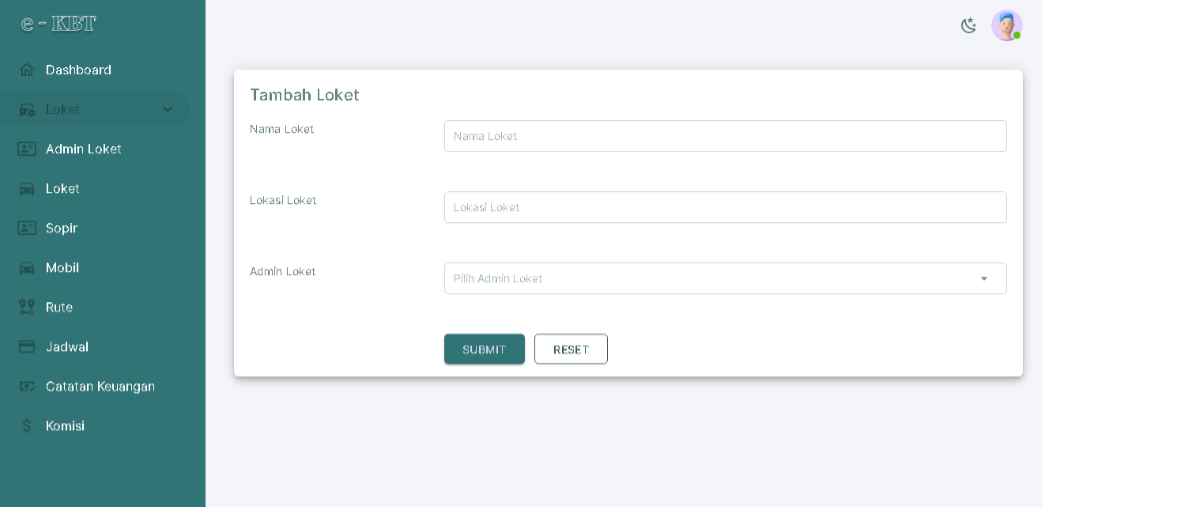 e - KBT
Dashboard
Loket
Admin Loket
Loket
Sopir
Mobil
Rute
Jadwal
Catatan Keuangan
Komisi
Tambah Loket
Nama Loket
Nama Loket
Lokasi Loket
Lokasi Loket
Admin Loket
Pilih Admin Loket
SUBMIT RESET